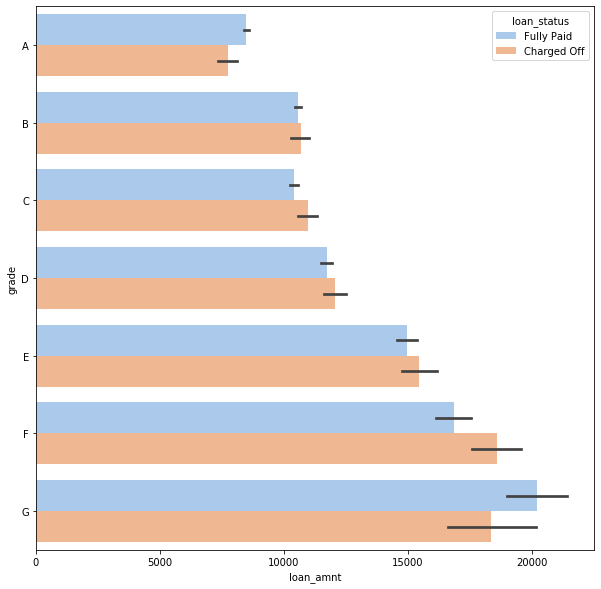 loan_status
Fully Paid
Charged Off
grade
A
B
C
D
E
F
G
0 5000 10000 15000 20000
loan_amnt